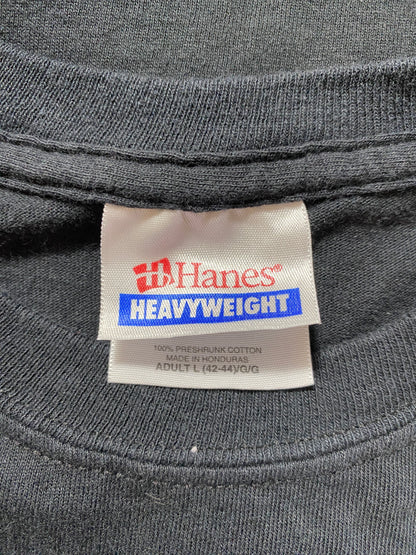 Hanes®
HEAVYWEIGHT
100% PRESHRUNK COTTON
MADE IN HONDURAS
ADULT L (42-44)/G/G